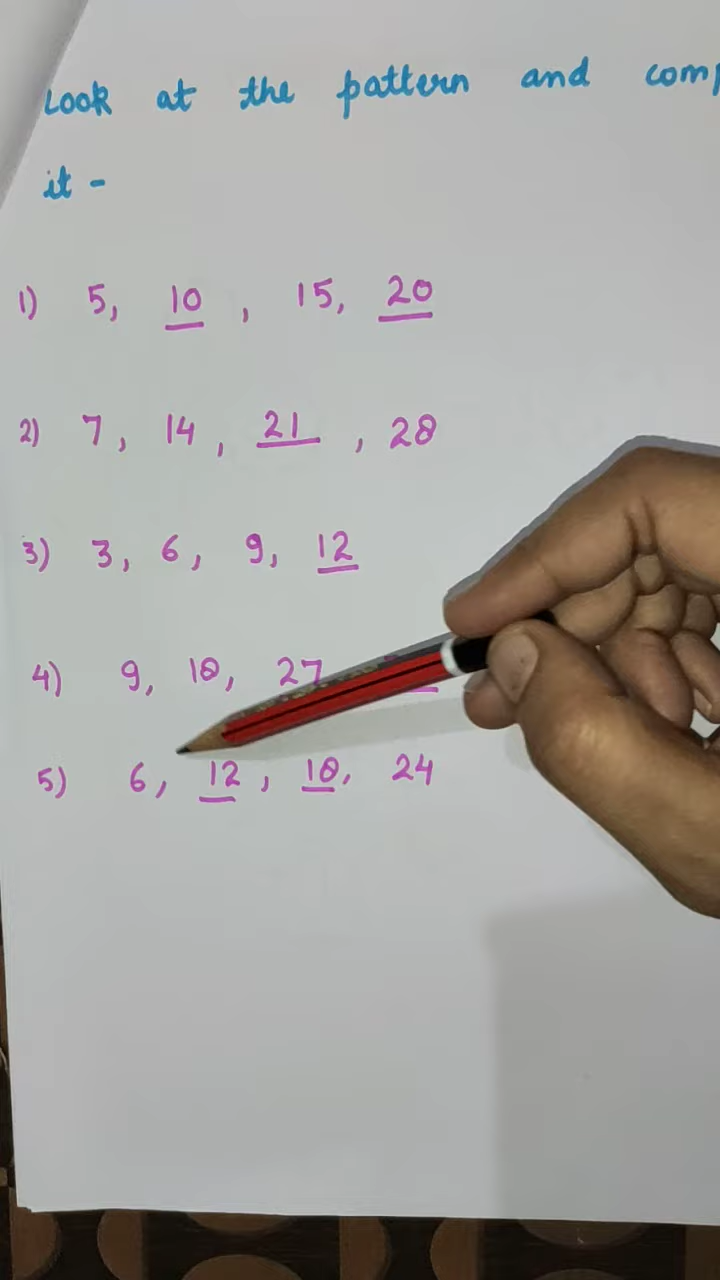 Look at the pattern and comp
it -
1) 5, 10, 15, 20
2) 7, 14, 21, 28
3) 3, 6, 9, 12
4) 9, 18, 27
5) 6, 12, 18, 24